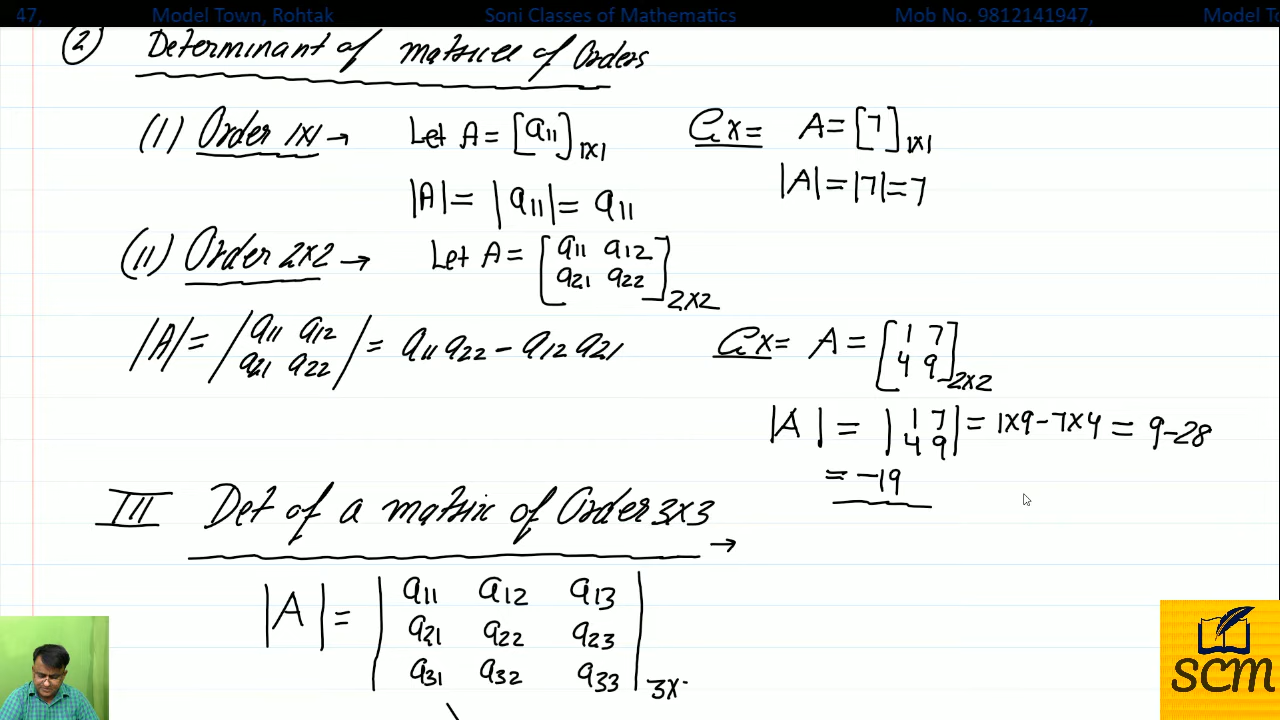 47, Model Town, Rohtak Soni Classes of Mathematics Mob No. 9812141947, Model To
(2) Determinant of matrices of Orders
(I) Order 1x1 → Let A = [a11]1x1 Ex= A = [7]1x1
|A| = |a11| = a11 |A| = |7| = 7
(II) Order 2x2 → Let A = [a11 a12
a21 a22]2x2
|A| = |a11 a12
a21 a22| = a11 a22 - a12 a21
Ex= A = [1 7
4 9]2x2
|A| = |1 7
4 9| = 1x9 - 7x4 = 9-28
= -19
III Det of a matrix of Order 3x3 →
|A| = |a11 a12 a13
a21 a22 a23
a31 a32 a33|3x
SCM